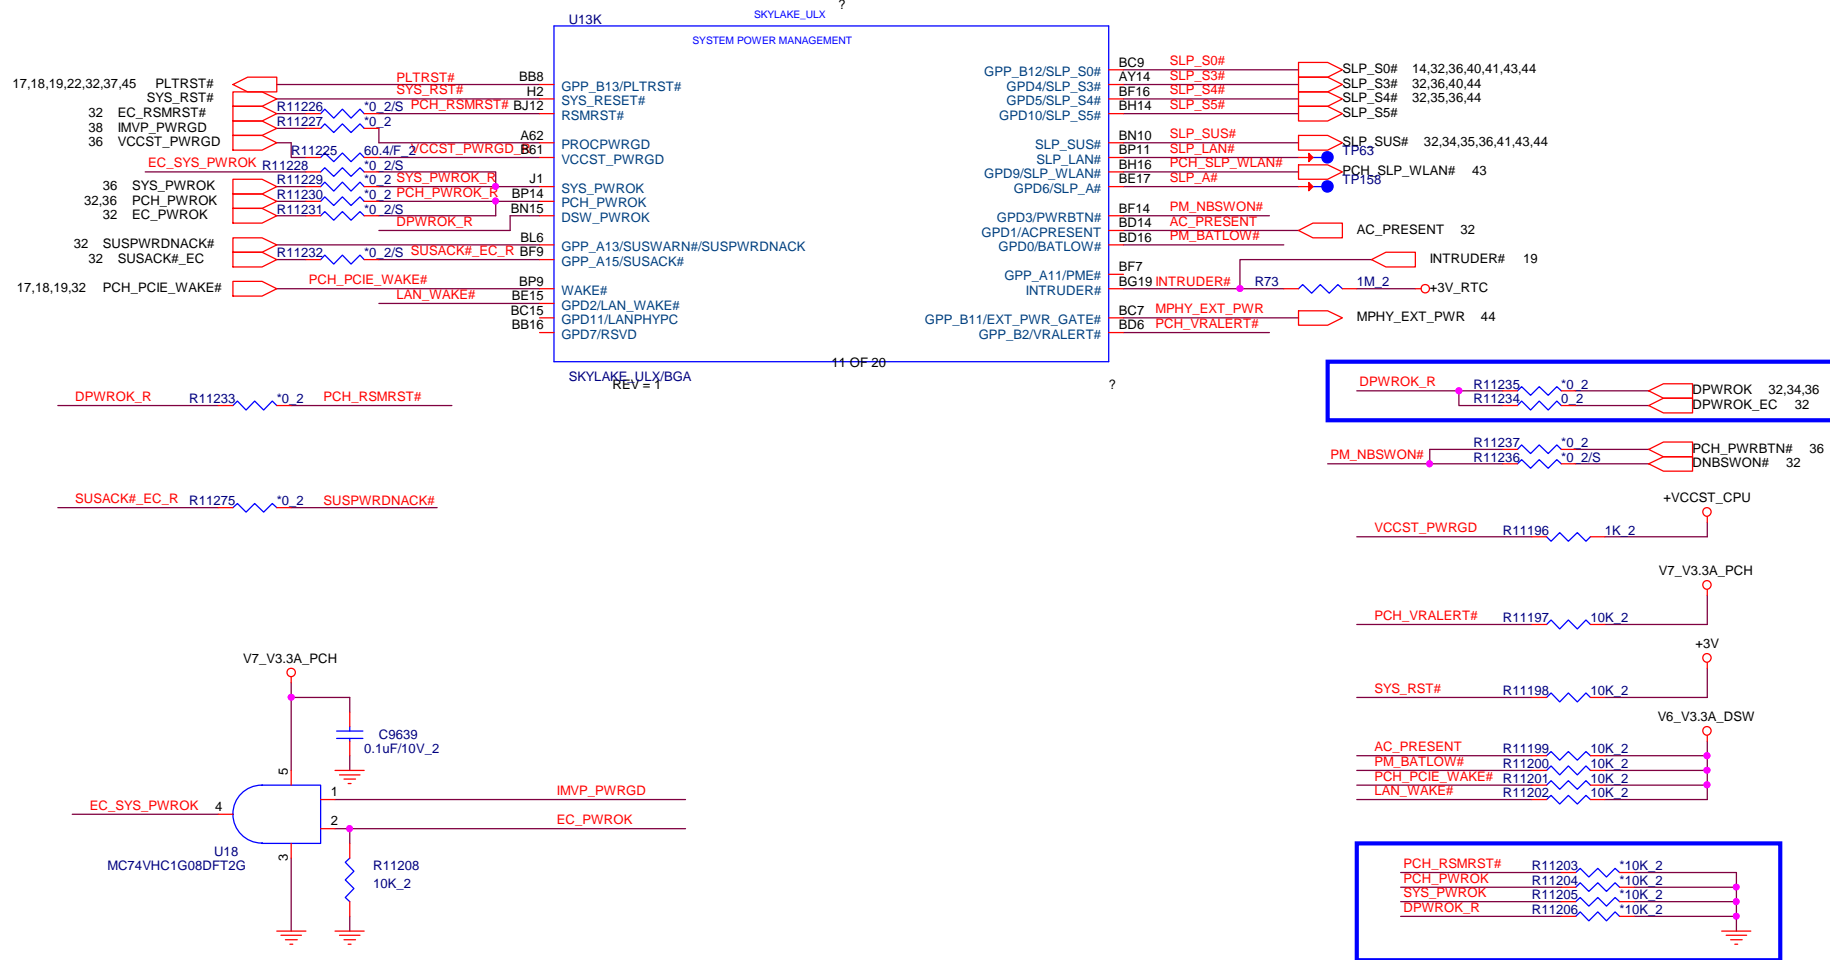 ?
U13K
SKYLAKE_ULX
SYSTEM POWER MANAGEMENT
17,18,19,22,32,37,45 PLTRST# PLTRST# BB8 GPP_B13/PLTRST#
SYS_RST# SYS_RST# H2 SYS_RESET#
32 EC_RSMRST# R11226 *0_2/S PCH_RSMRST# BJ12 RSMRST#
38 IMVP_PWRGD R11227 *0_2 A62 PROCPWRGD
36 VCCST_PWRGD R11225 60.4/F_2 VCCST_PWRGD_R B61 VCCST_PWRGD
EC_SYS_PWROK R11228 *0_2/S
36 SYS_PWROK R11229 *0_2 SYS_PWROK_R J1 SYS_PWROK
32,36 PCH_PWROK R11230 *0_2 PCH_PWROK_R BP14 PCH_PWROK
32 EC_PWROK R11231 *0_2/S BN15 DSW_PWROK
DPWROK_R
32 SUSPWRDNACK# BL6 GPP_A13/SUSWARN#/SUSPWRDNACK
32 SUSACK#_EC R11232 *0_2/S SUSACK#_EC_R BF9 GPP_A15/SUSACK#
17,18,19,32 PCH_PCIE_WAKE# PCH_PCIE_WAKE# BP9 WAKE#
LAN_WAKE# BE15 GPD2/LAN_WAKE#
BC15 GPD11/LANPHYPC
BB16 GPD7/RSVD
GPP_B12/SLP_S0# BC9 SLP_S0# SLP_S0# 14,32,36,40,41,43,44
GPD4/SLP_S3# AY14 SLP_S3# SLP_S3# 32,36,40,44
GPD5/SLP_S4# BF16 SLP_S4# SLP_S4# 32,35,36,44
GPD10/SLP_S5# BH14 SLP_S5# SLP_S5#
SLP_SUS# BN10 SLP_SUS# SLP_SUS# 32,34,35,36,41,43,44
SLP_LAN# BP11 SLP_LAN# TP63
GPD9/SLP_WLAN# BH16 PCH_SLP_WLAN# PCH_SLP_WLAN# 43
GPD6/SLP_A# BE17 SLP_A# TP158
GPD3/PWRBTN# BF14 PM_NBSWON#
GPD1/ACPRESENT BD14 AC_PRESENT AC_PRESENT 32
GPD0/BATLOW# BD16 PM_BATLOW#
INTRUDER# 19
GPP_A11/PME# BF7
INTRUDER# BG19 INTRUDER# R73 1M_2 +3V_RTC
GPP_B11/EXT_PWR_GATE# BC7 MPHY_EXT_PWR MPHY_EXT_PWR 44
GPP_B2/VRALERT# BD6 PCH_VRALERT#
11 OF 20
SKYLAKE_ULX/BGA
REV = 1
?
DPWROK_R R11233 *0_2 PCH_RSMRST#
SUSACK#_EC_R R11275 *0_2 SUSPWRDNACK#
DPWROK_R R11235 *0_2 DPWROK 32,34,36
R11234 0_2 DPWROK_EC 32
R11237 *0_2 PCH_PWRBTN# 36
PM_NBSWON# R11236 *0_2/S DNBSWON# 32
+VCCST_CPU
VCCST_PWRGD R11196 1K_2
V7_V3.3A_PCH
PCH_VRALERT# R11197 10K_2
+3V
SYS_RST# R11198 10K_2
V6_V3.3A_DSW
AC_PRESENT R11199 10K_2
PM_BATLOW# R11200 10K_2
PCH_PCIE_WAKE# R11201 10K_2
LAN_WAKE# R11202 10K_2
PCH_RSMRST# R11203 *10K_2
PCH_PWROK R11204 *10K_2
SYS_PWROK R11205 *10K_2
DPWROK_R R11206 *10K_2
V7_V3.3A_PCH
C9639
0.1uF/10V_2
5
1 IMVP_PWRGD
EC_SYS_PWROK 4
2 EC_PWROK
3
U18
MC74VHC1G08DFT2G
R11208
10K_2